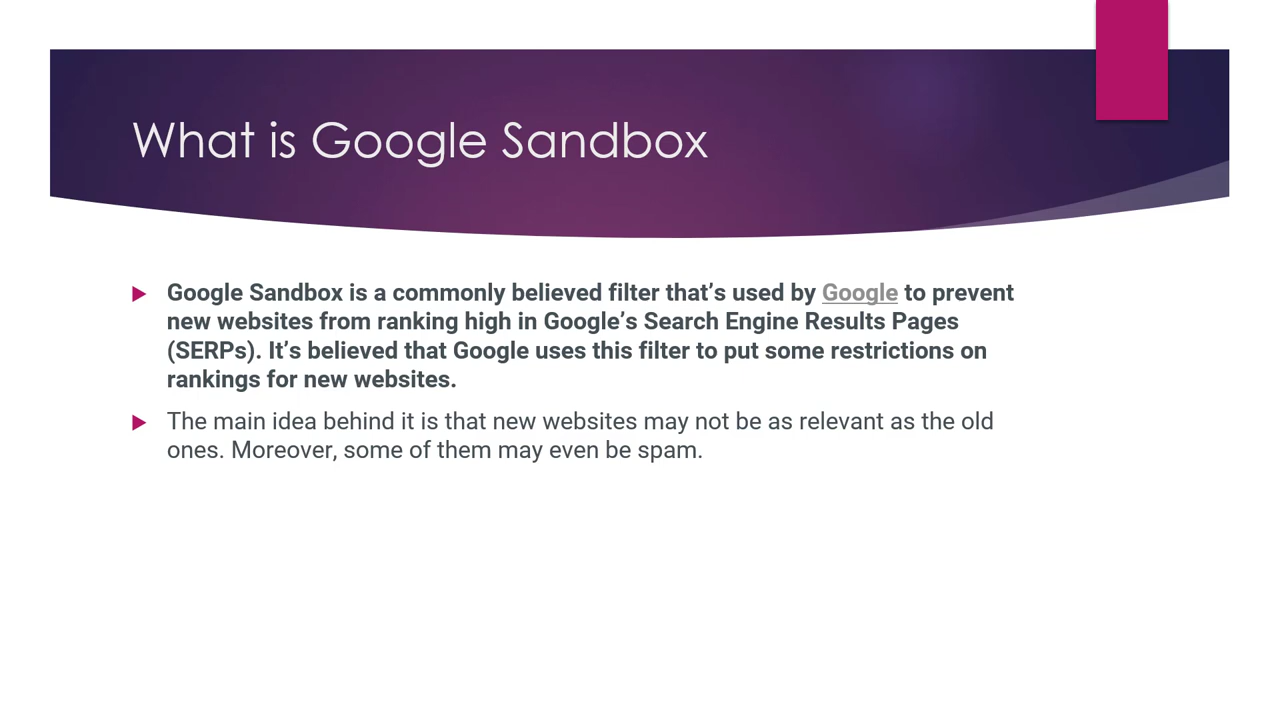 What is Google Sandbox
Google Sandbox is a commonly believed filter that’s used by Google to prevent
new websites from ranking high in Google’s Search Engine Results Pages
(SERPs). It’s believed that Google uses this filter to put some restrictions on
rankings for new websites.
The main idea behind it is that new websites may not be as relevant as the old
ones. Moreover, some of them may even be spam.